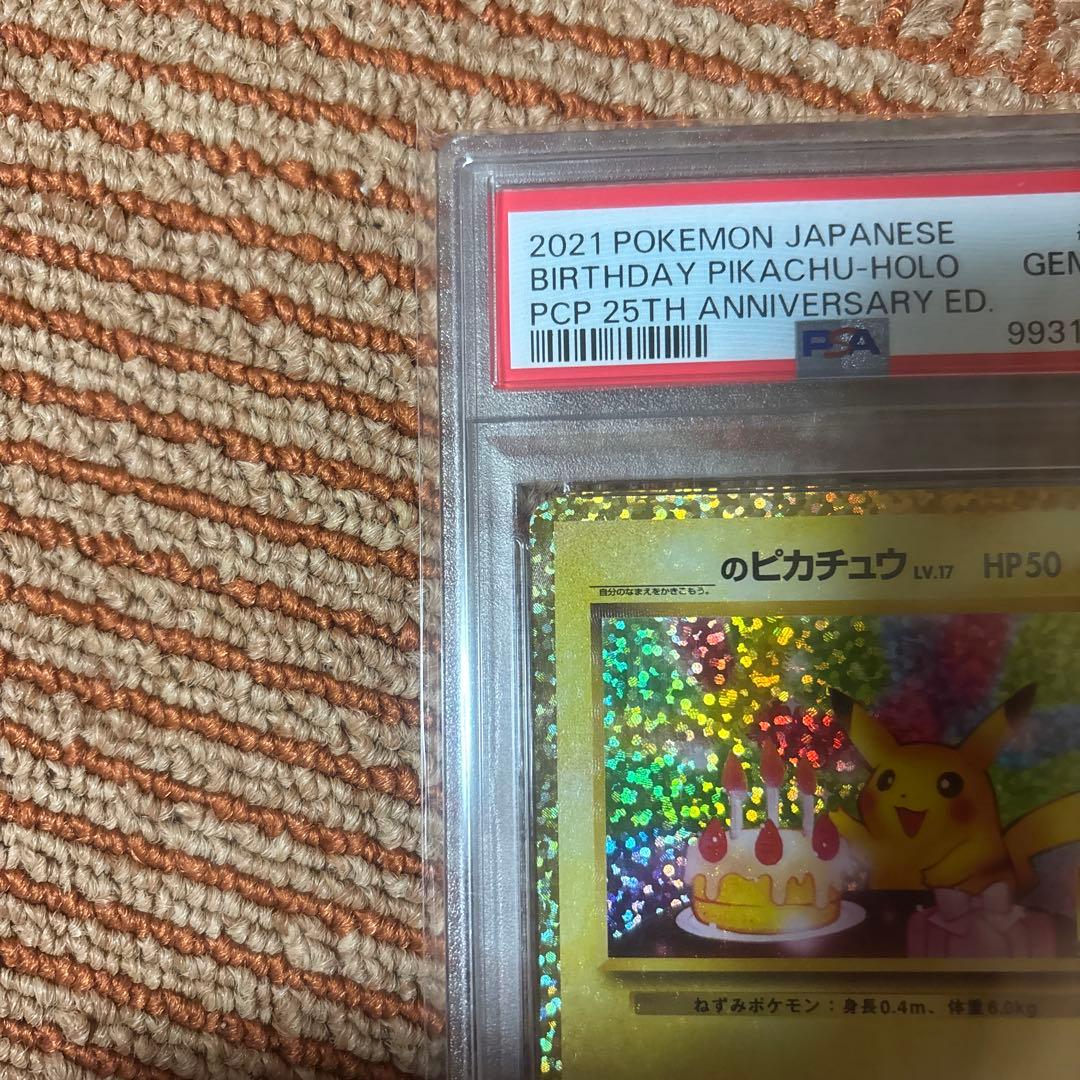 2021 POKEMON JAPANESE
BIRTHDAY PIKACHU-HOLO
GEM
PCP 25TH ANNIVERSARY ED.
PSA
9931
のピカチュウ LV.17 HP50
自分のなまえをかきこもう。
ねずみポケモン：身長0.4m、体重6.0kg